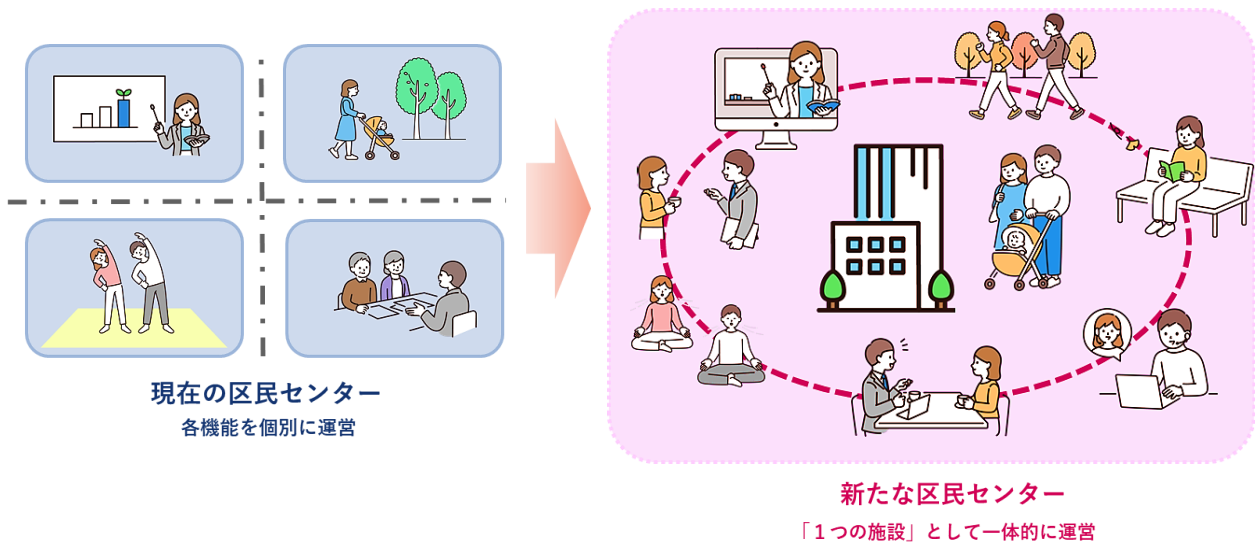 現在の区民センター
各機能を個別に運営
新たな区民センター
「１つの施設」として一体的に運営